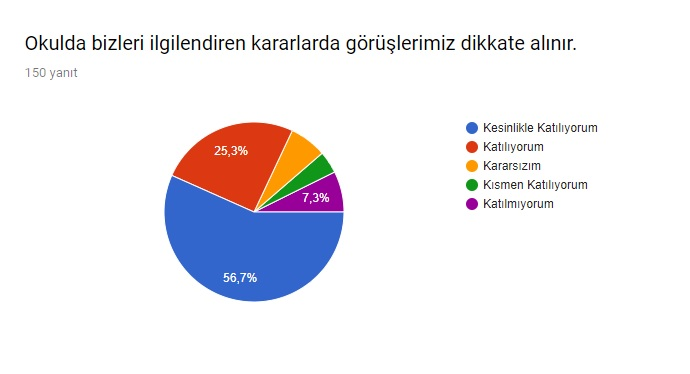 Okulda bizleri ilgilendiren kararlarda görüşlerimiz dikkate alınır.
150 yanıt
Kesinlikle Katılıyorum
Katılıyorum
Kararsızım
Kısmen Katılıyorum
Katılmıyorum
25,3%
7,3%
56,7%